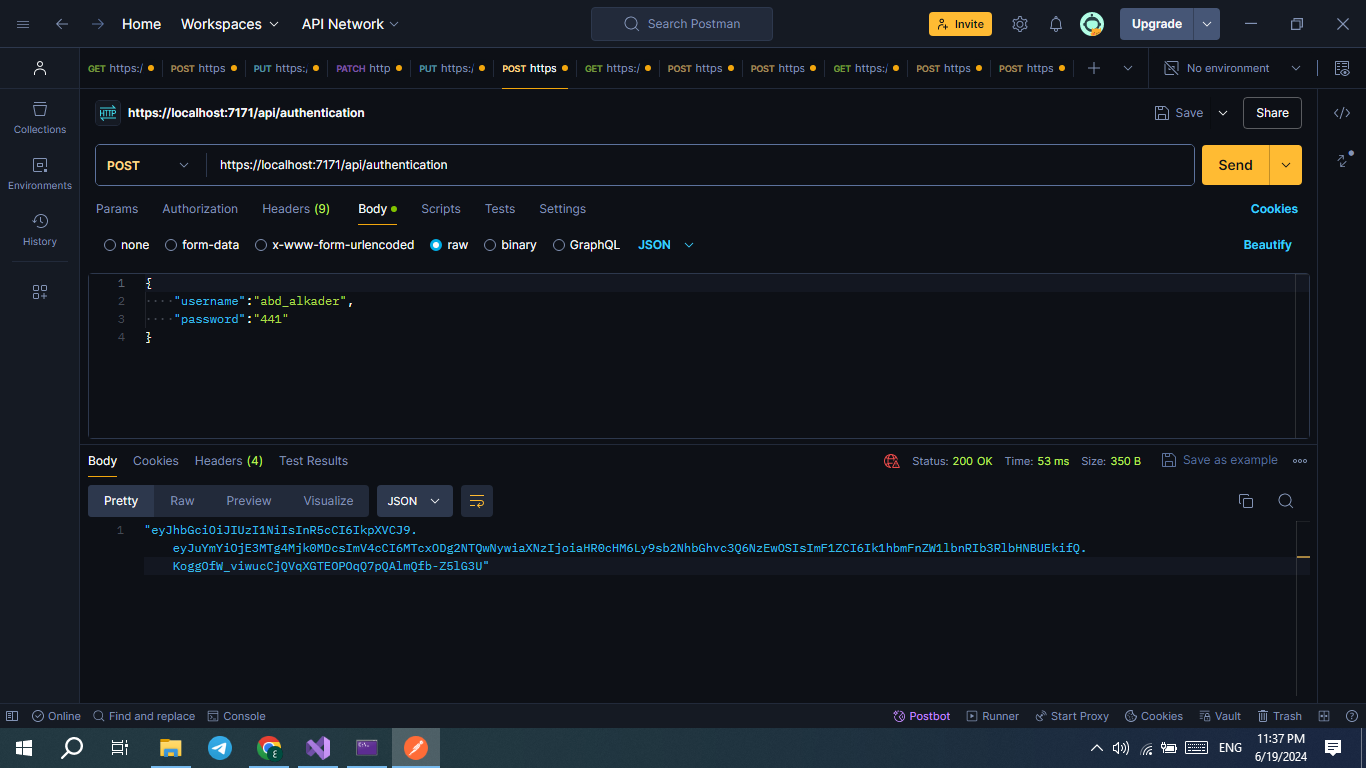 Home Workspaces API Network Search Postman Invite Upgrade
GET https:/ POST https PUT https:/ PATCH http PUT https:/ POST https GET https:/ POST https POST https GET https:/ POST https POST https No environment
HTTP https://localhost:7171/api/authentication Save Share
Collections
POST https://localhost:7171/api/authentication Send
Environments
Params Authorization Headers (9) Body Scripts Tests Settings Cookies
History
none form-data x-www-form-urlencoded raw binary GraphQL JSON Beautify
1 {
2 ····"username":"abd_alkader",
3 ····"password":"441"
4 }
Body Cookies Headers (4) Test Results Status: 200 OK Time: 53 ms Size: 350 B Save as example
Pretty Raw Preview Visualize JSON
1 "eyJhbGciOiJIUzI1NiIsInR5cCI6IkpXVCJ9.
eyJuYmYiOjE3MTg4Mjk0MDcsImV4cCI6MTcxODg2NTQwNywiaXNzIjoiaHR0cHM6Ly9sb2NhbGhvc3Q6NzEwOSIsImF1ZCI6Ik1hbmFnZW1lbnRIb3RlbHNBUEkifQ.
KoggOfW_viwucCjQVqXGTEOPOqQ7pQAlmQfb-Z5lG3U"
Online Find and replace Console Postbot Runner Start Proxy Cookies Vault Trash
ENG 11:37 PM
6/19/2024